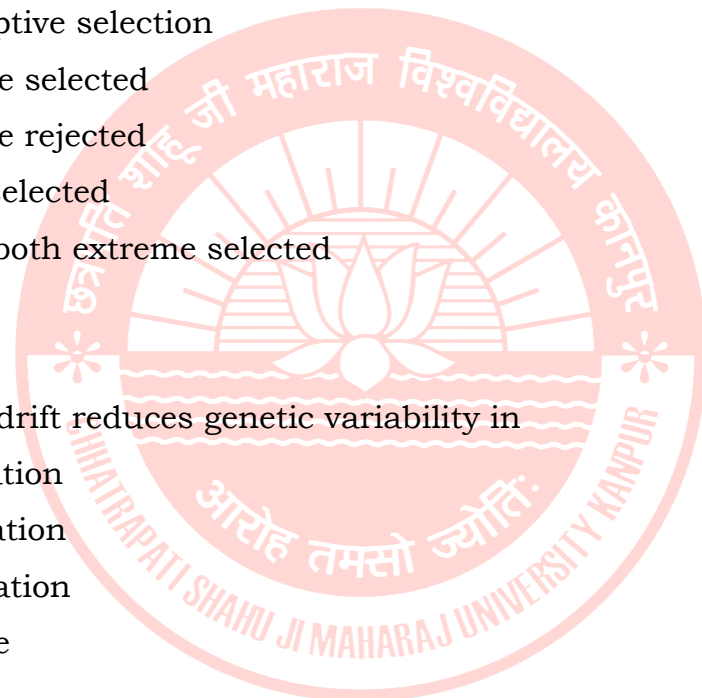 ptive selection
e selected
e rejected
selected
both extreme selected
drift reduces genetic variability in
tion
ation
ation
e
छत्रपति शाहू जी महाराज विश्वविद्यालय कानपुर
आरोह तमसो ज्योतिः
CHHATRAPATI SHAHU JI MAHARAJ UNIVERSITY KANPUR